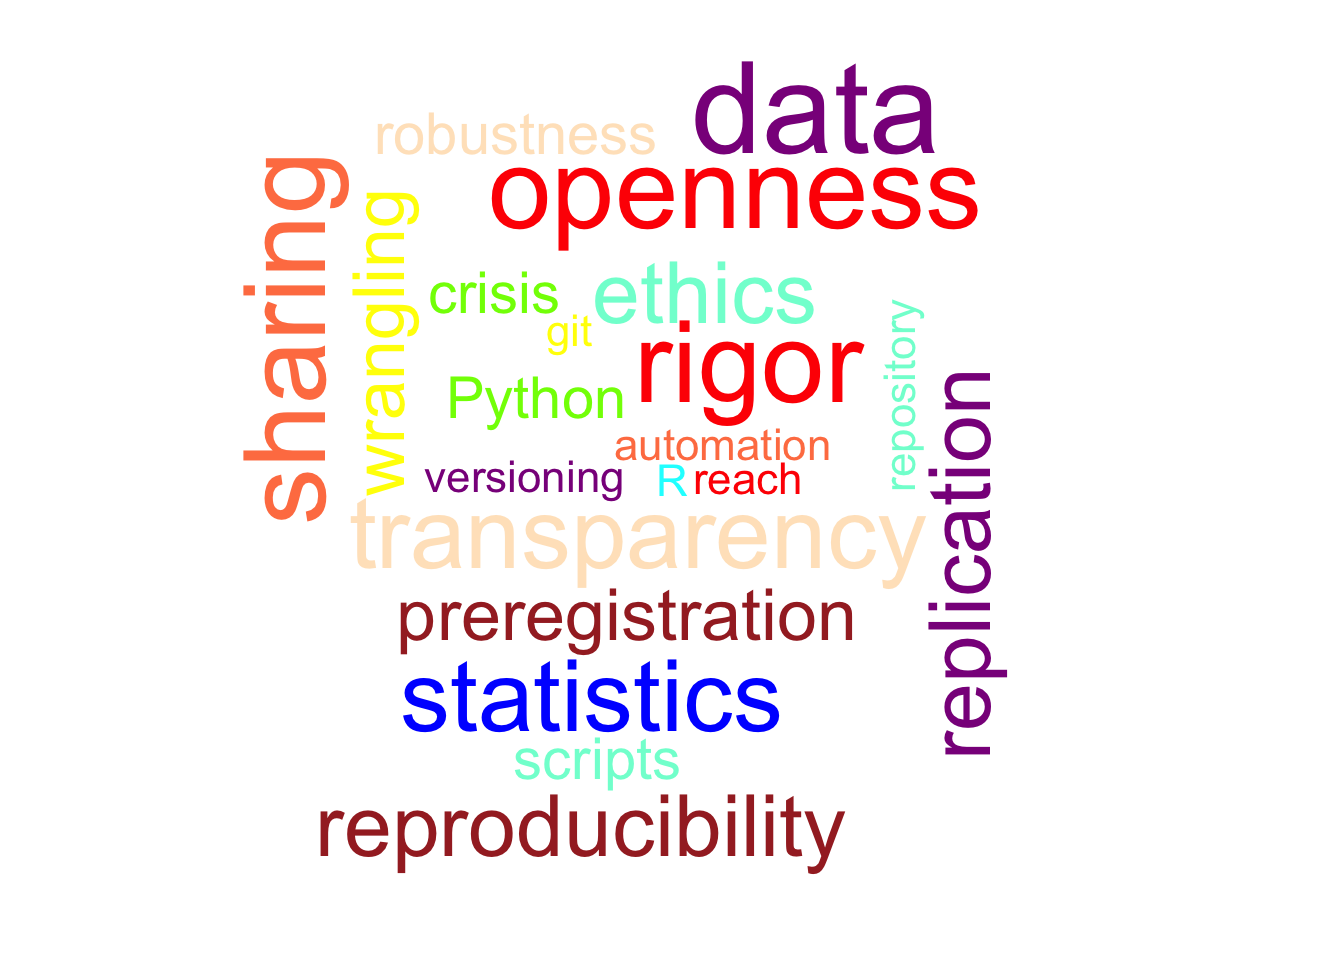 data
robustness
openness
sharing
wrangling
crisis
ethics
git
rigor
repository
Python
replication
automation
versioning
R
reach
transparency
preregistration
statistics
scripts
reproducibility